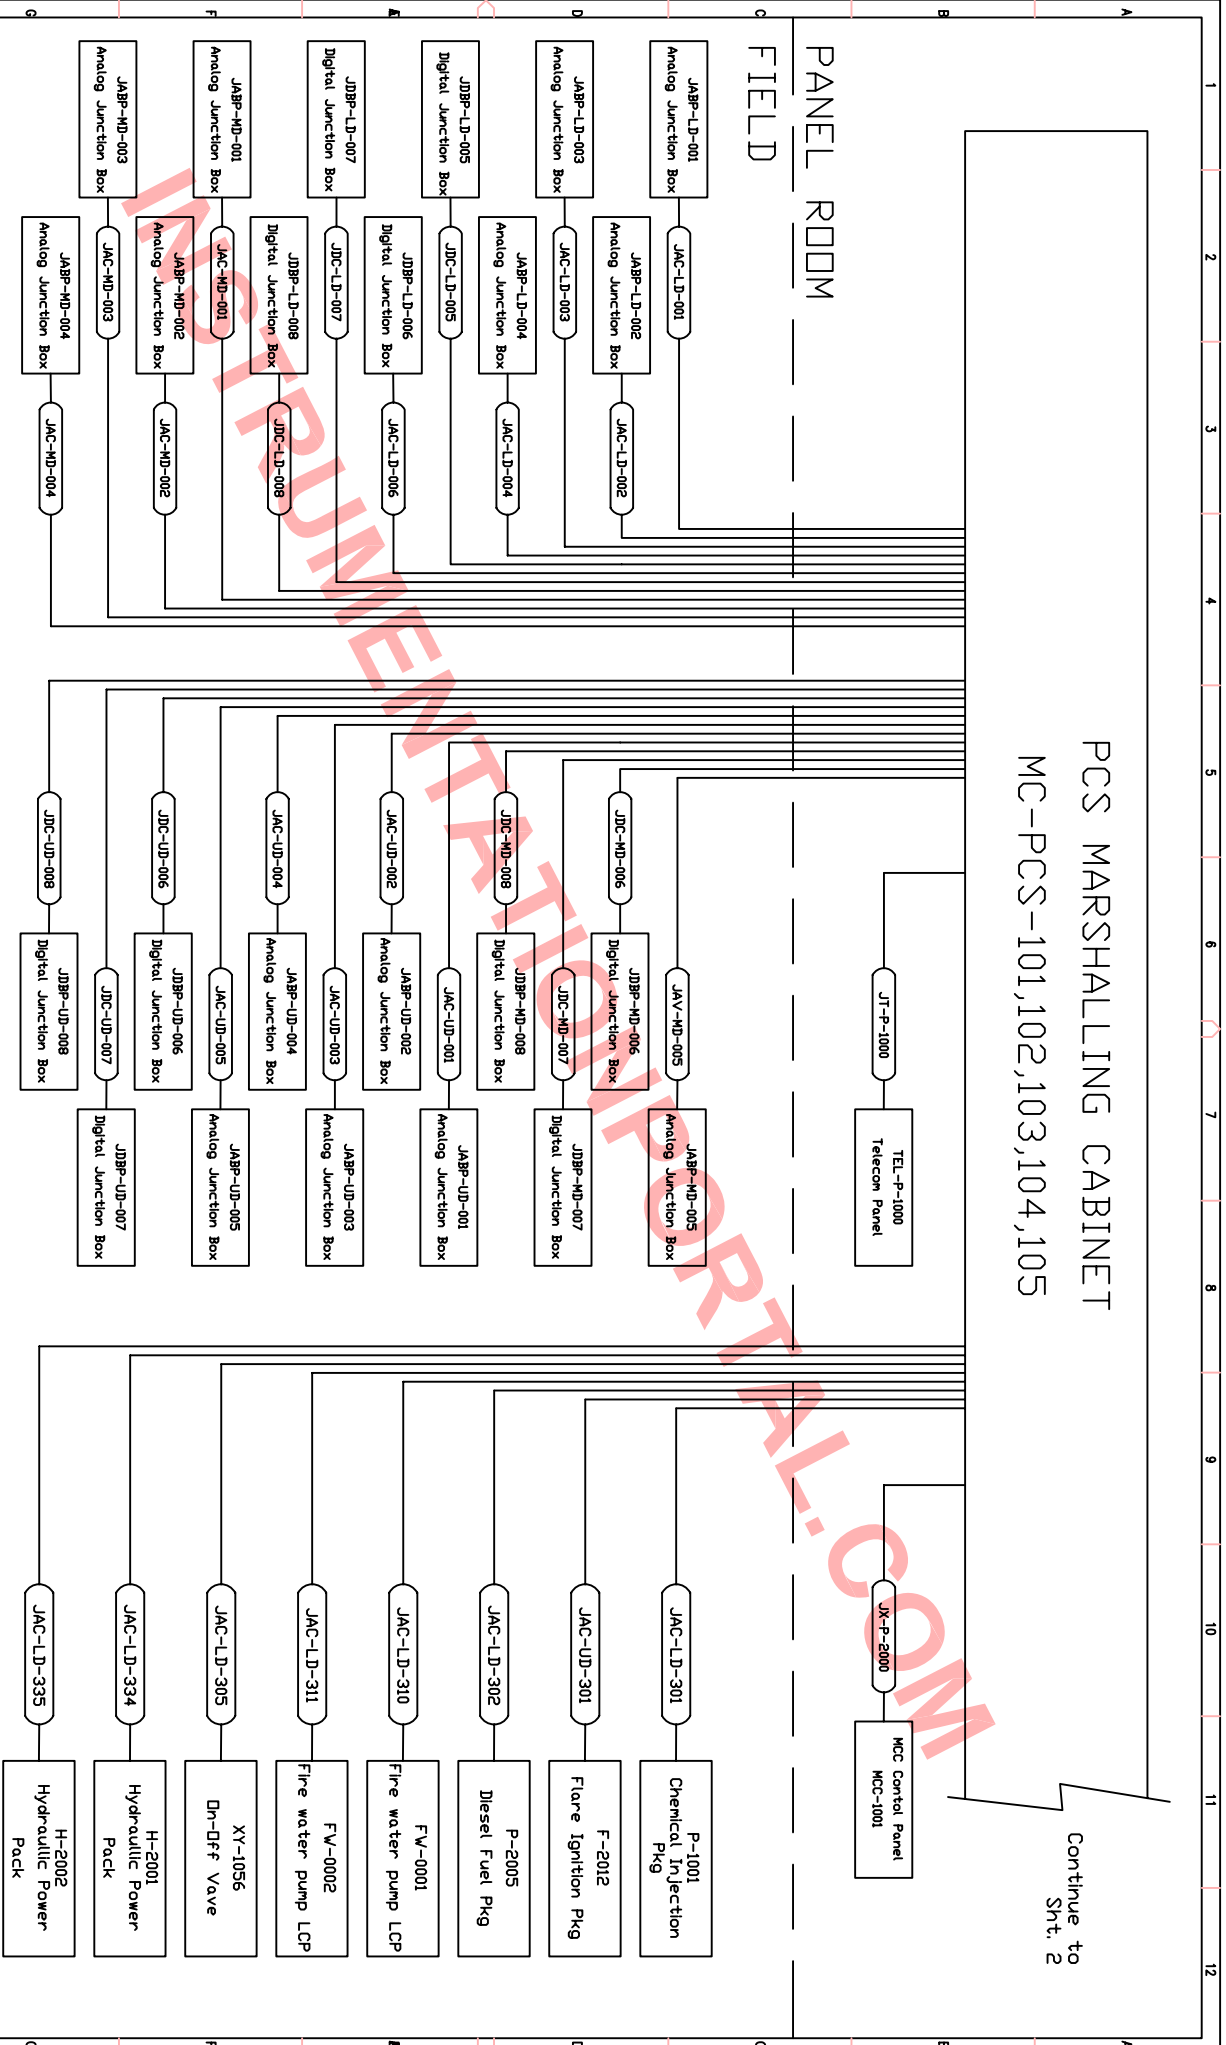 PCS MARSHALLING CABINET
MC-PCS-101,102,103,104,105
Continue to
Sht. 2
PANEL ROOM
FIELD
JT-P-1000
TEL-P-1000
Telecom Panel
JX-P-2000
MCC Contol Panel
MCC-1001
JABP-LD-001
Analog Junction Box
JAC-LD-001
JABP-LD-002
Analog Junction Box
JAC-LD-002
JABP-LD-003
Analog Junction Box
JAC-LD-003
JABP-LD-004
Analog Junction Box
JAC-LD-004
JDBP-LD-005
Digital Junction Box
JDC-LD-005
JDBP-LD-006
Digital Junction Box
JAC-LD-006
JDBP-LD-007
Digital Junction Box
JDC-LD-007
JDBP-LD-008
Digital Junction Box
JDC-LD-008
JABP-MD-001
Analog Junction Box
JAC-MD-001
JABP-MD-002
Analog Junction Box
JAC-MD-002
JABP-MD-003
Analog Junction Box
JAC-MD-003
JABP-MD-004
Analog Junction Box
JAC-MD-004
JAV-MD-005
JABP-MD-005
Analog Junction Box
JDC-MD-006
JDBP-MD-006
Digital Junction Box
JDC-MD-007
JDBP-MD-007
Digital Junction Box
JDC-MD-008
JDBP-MD-008
Digital Junction Box
JAC-UD-001
JABP-UD-001
Analog Junction Box
JAC-UD-002
JABP-UD-002
Analog Junction Box
JAC-UD-003
JABP-UD-003
Analog Junction Box
JAC-UD-004
JABP-UD-004
Analog Junction Box
JAC-UD-005
JABP-UD-005
Analog Junction Box
JDC-UD-006
JDBP-UD-006
Digital Junction Box
JDC-UD-007
JDBP-UD-007
Digital Junction Box
JDC-UD-008
JDBP-UD-008
Digital Junction Box
JAC-LD-301
P-1001
Chemical Injection
Pkg
JAC-UD-301
F-2012
Flare Ignition Pkg
JAC-LD-302
P-2005
Diesel Fuel Pkg
JAC-LD-310
FW-0001
Fire water pump LCP
JAC-LD-311
FW-0002
Fire water pump LCP
JAC-LD-305
XY-1056
On-Off Vave
JAC-LD-334
H-2001
Hydraulic Power
Pack
JAC-LD-335
H-2002
Hydraulic Power
Pack
1 2 3 4 5 6 7 8 9 10 11 12
A
B
C
D
F
G
INSTRUMENTATIONPORTAL.COM